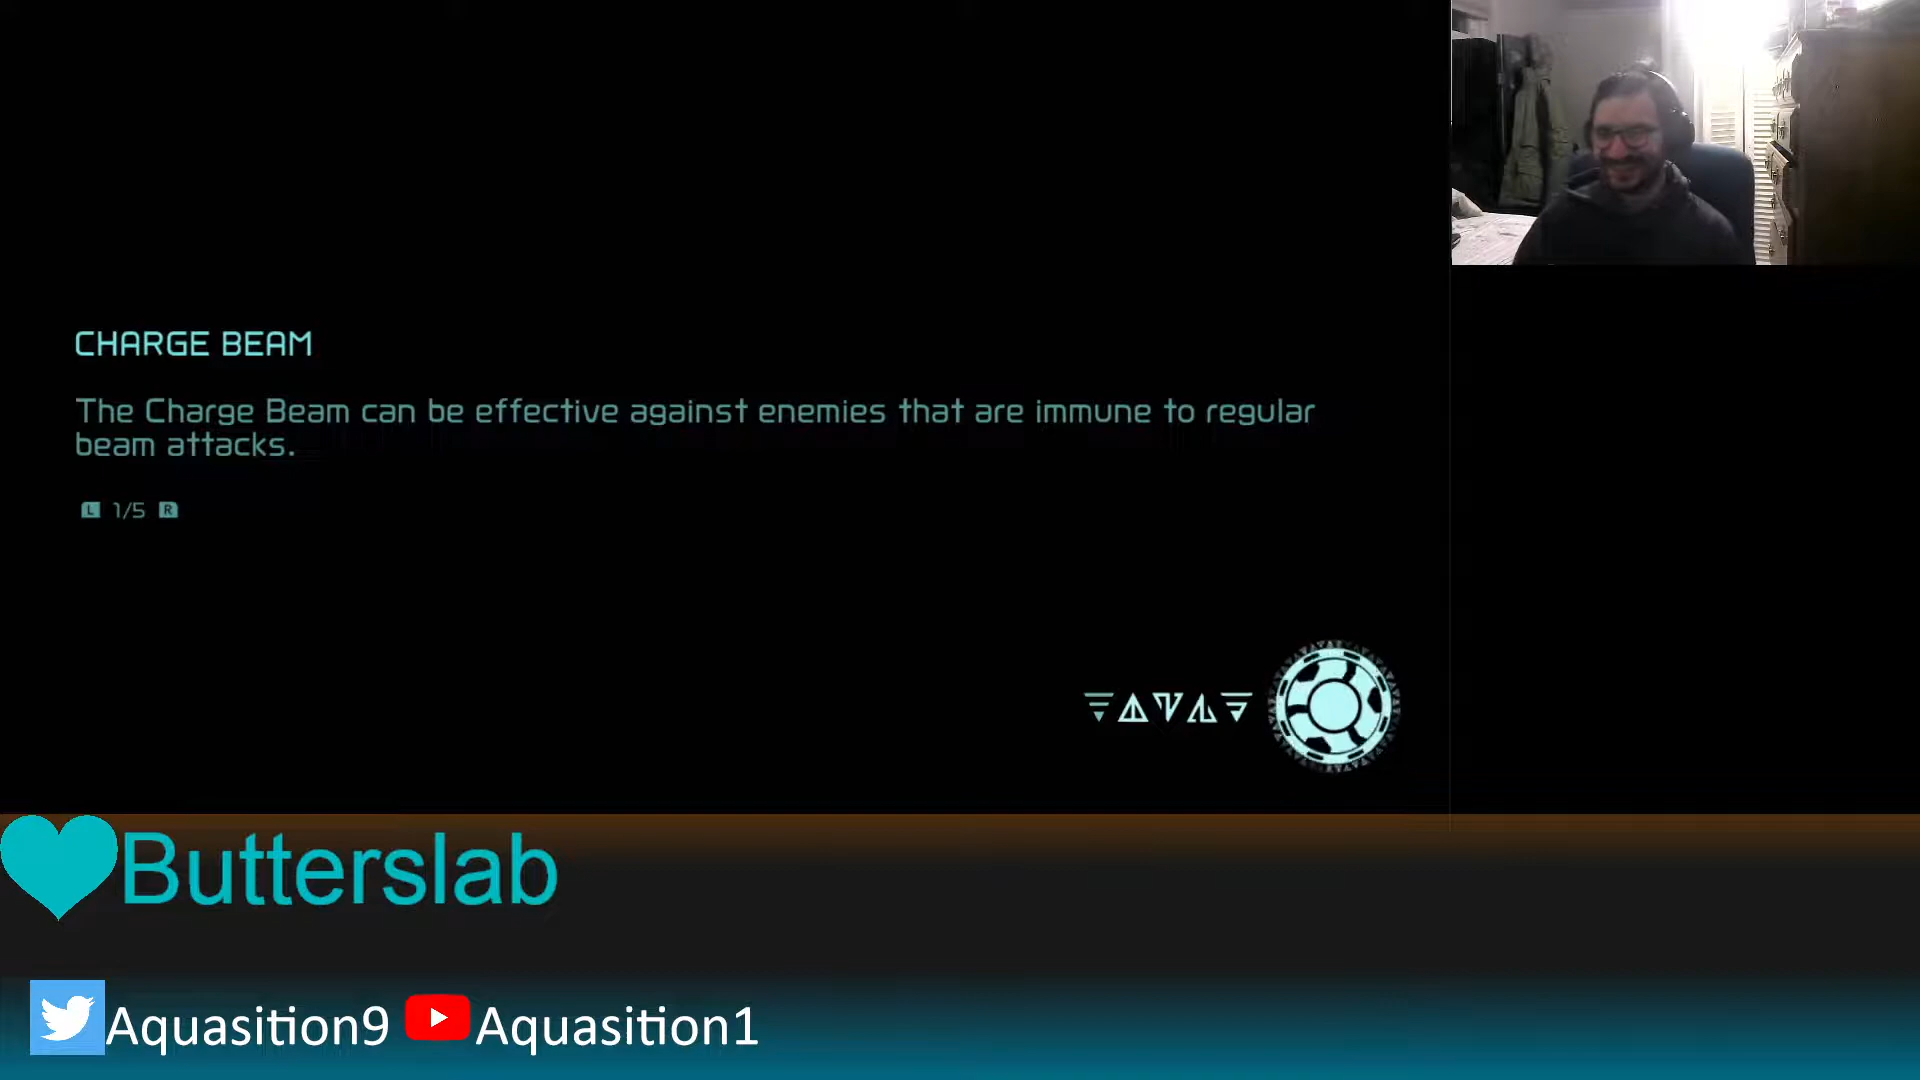 CHARGE BEAM
The Charge Beam can be effective against enemies that are immune to regular
beam attacks.
L 1/5 R
Butterslab
Aquasition9 Aquasition1